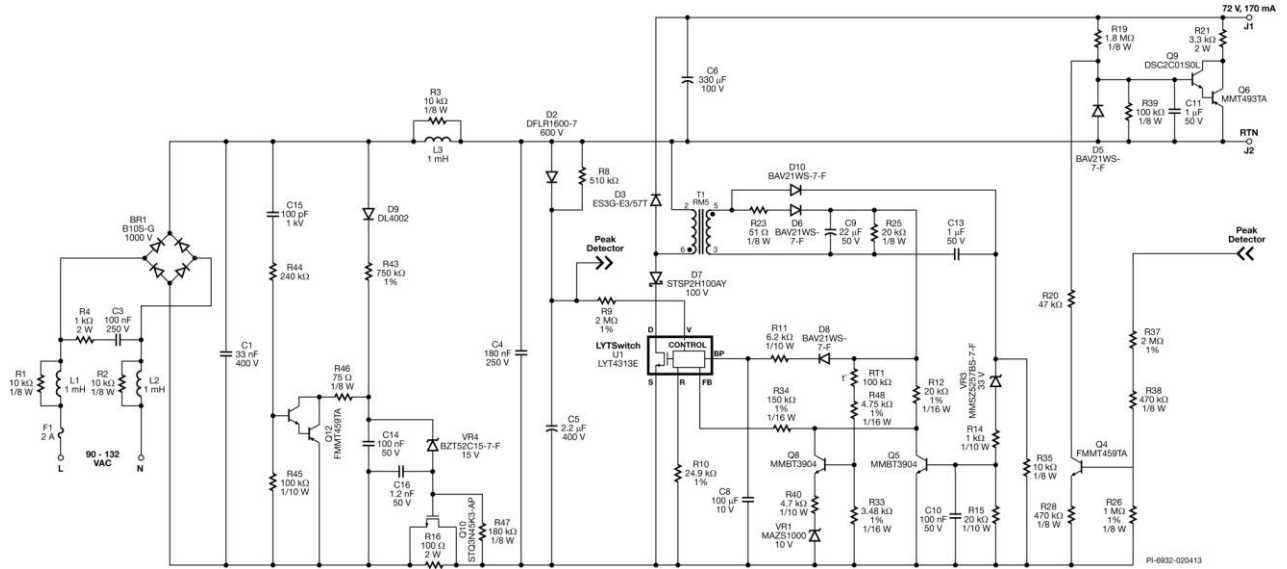 72 V, 170 mA
J1
R19
1.8 MΩ
1/8 W
R21
3.3 kΩ
2 W
Q9
DSC2C01S0L
Q6
MMT493TA
C6
330 µF
100 V
R39
100 kΩ
1/8 W
C11
1 µF
50 V
RTN
J2
D5
BAV21WS-
7-F
R3
10 kΩ
1/8 W
L3
1 mH
D2
DFLR1600-7
600 V
R8
510 kΩ
D3
ES3G-E3/57T
T1
RM5
2
5
6
3
D10
BAV21WS-7-F
R23
51 Ω
1/8 W
D6
BAV21WS-
7-F
C9
22 µF
50 V
R25
20 kΩ
1/8 W
C13
1 µF
50 V
Peak
Detector
Peak
Detector
C15
100 pF
1 kV
D9
DL4002
BR1
B10S-G
1000 V
R44
240 kΩ
R43
750 kΩ
1%
R4
1 kΩ
2 W
C3
100 nF
250 V
R1
10 kΩ
1/8 W
L1
1 mH
R2
10 kΩ
1/8 W
L2
1 mH
F1
2 A
L
90 - 132
VAC
N
C1
33 nF
400 V
R46
75 Ω
1/8 W
Q12
FMMT459TA
C14
100 nF
50 V
VR4
BZT52C15-7-F
15 V
R45
100 kΩ
1/10 W
C16
1.2 nF
50 V
R16
100 Ω
2 W
Q10
STQ3N45K3-AP
R47
180 kΩ
1/8 W
C4
180 nF
250 V
C5
2.2 µF
400 V
D7
STSP2H100AY
100 V
R9
2 MΩ
1%
LYTSwitch
U1
LYT4313E
D
V
CONTROL
BP
S
R
FB
R11
6.2 kΩ
1/10 W
D8
BAV21WS-
7-F
RT1
100 kΩ
t°
R48
4.75 kΩ
1%
1/16 W
R12
20 kΩ
1%
1/16 W
R34
150 kΩ
1%
1/16 W
VR3
MMSZ5257BS-7-F
33 V
R14
1 kΩ
1/10 W
R10
24.9 kΩ
1%
C8
100 µF
10 V
Q8
MMBT3904
Q5
MMBT3904
R40
4.7 kΩ
1/10 W
VR1
MAZS1000
10 V
R33
3.48 kΩ
1%
1/16 W
C10
100 nF
50 V
R15
20 kΩ
1/10 W
R35
10 kΩ
1/8 W
R20
47 kΩ
R37
2 MΩ
1%
R38
470 kΩ
1/8 W
Q4
FMMT459TA
R28
470 kΩ
1/8 W
R26
1 MΩ
1%
1/8 W
PI-6932-020413